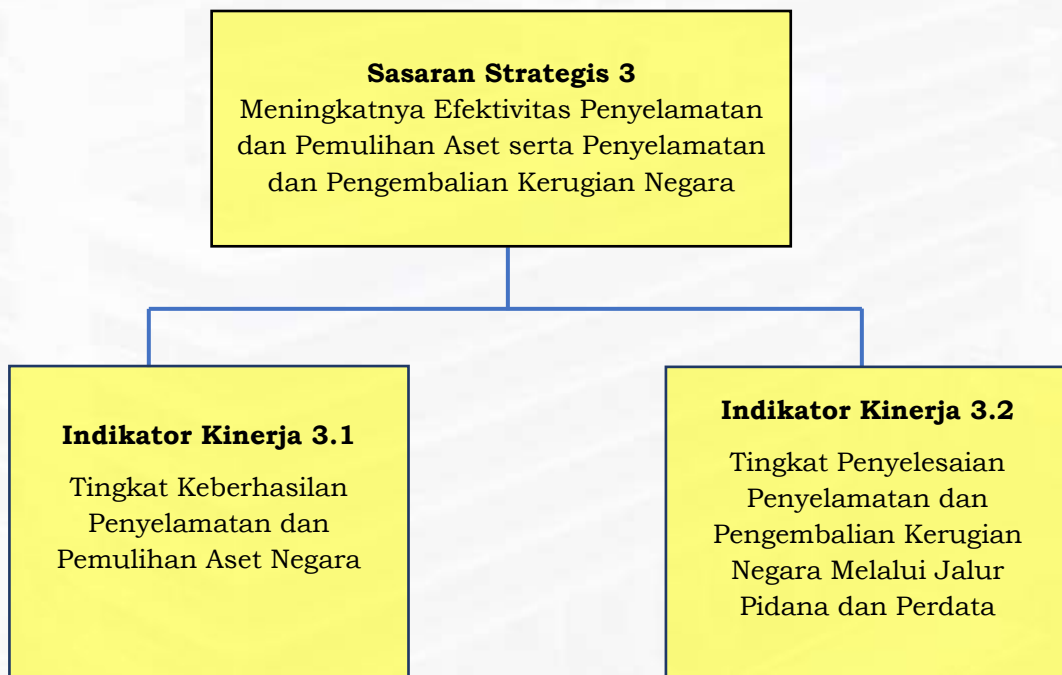 Sasaran Strategis 3
Meningkatnya Efektivitas Penyelamatan
dan Pemulihan Aset serta Penyelamatan
dan Pengembalian Kerugian Negara
Indikator Kinerja 3.1
Tingkat Keberhasilan
Penyelamatan dan
Pemulihan Aset Negara
Indikator Kinerja 3.2
Tingkat Penyelesaian
Penyelamatan dan
Pengembalian Kerugian
Negara Melalui Jalur
Pidana dan Perdata